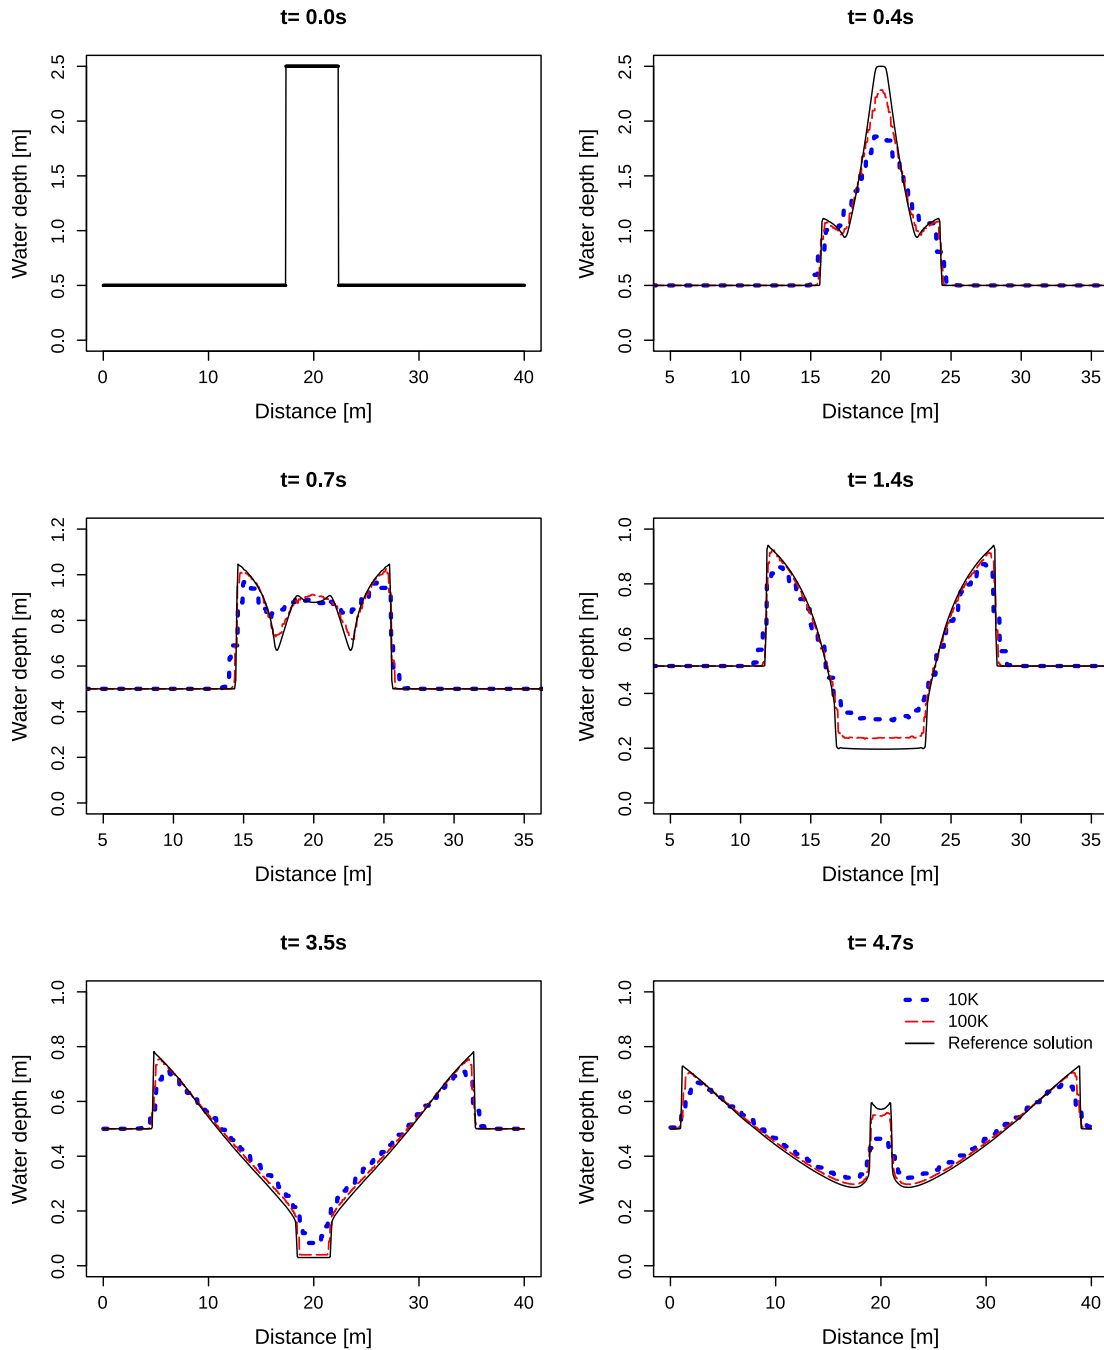 t= 0.0s
Water depth [m]
2.5
2.0
1.5
1.0
0.5
0.0
0 10 20 30 40
Distance [m]
t= 0.4s
Water depth [m]
2.5
2.0
1.5
1.0
0.5
0.0
5 10 15 20 25 30 35
Distance [m]
t= 0.7s
Water depth [m]
1.2
1.0
0.8
0.6
0.4
0.2
0.0
5 10 15 20 25 30 35
Distance [m]
t= 1.4s
Water depth [m]
1.0
0.8
0.6
0.4
0.2
0.0
5 10 15 20 25 30 35
Distance [m]
t= 3.5s
Water depth [m]
1.0
0.8
0.6
0.4
0.2
0.0
0 10 20 30 40
Distance [m]
t= 4.7s
Water depth [m]
1.0
0.8
0.6
0.4
0.2
0.0
10K
100K
Reference solution
0 10 20 30 40
Distance [m]